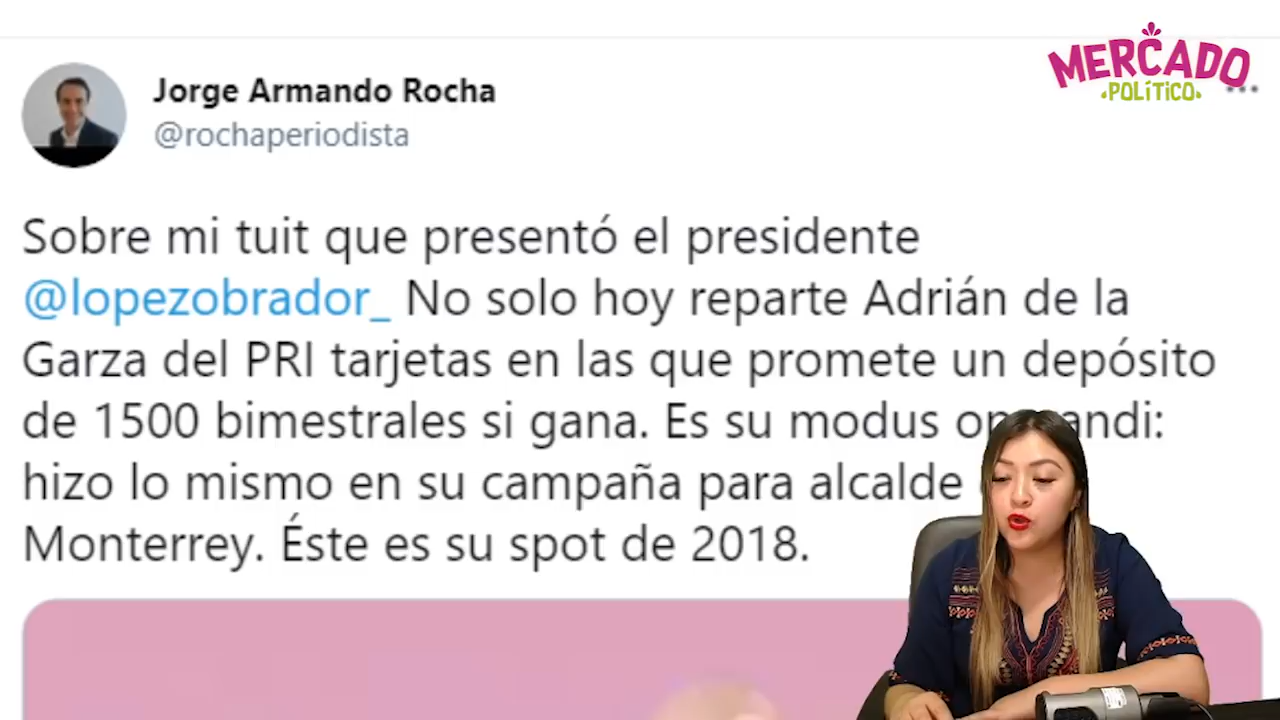 MERCADO
POLÍTICO
Jorge Armando Rocha
@rochaperiodista
Sobre mi tuit que presentó el presidente
@lopezobrador_ No solo hoy reparte Adrián de la
Garza del PRI tarjetas en las que promete un depósito
de 1500 bimestrales si gana. Es su modus
hizo lo mismo en su campaña para alcalde
Monterrey. Éste es su spot de 2018.